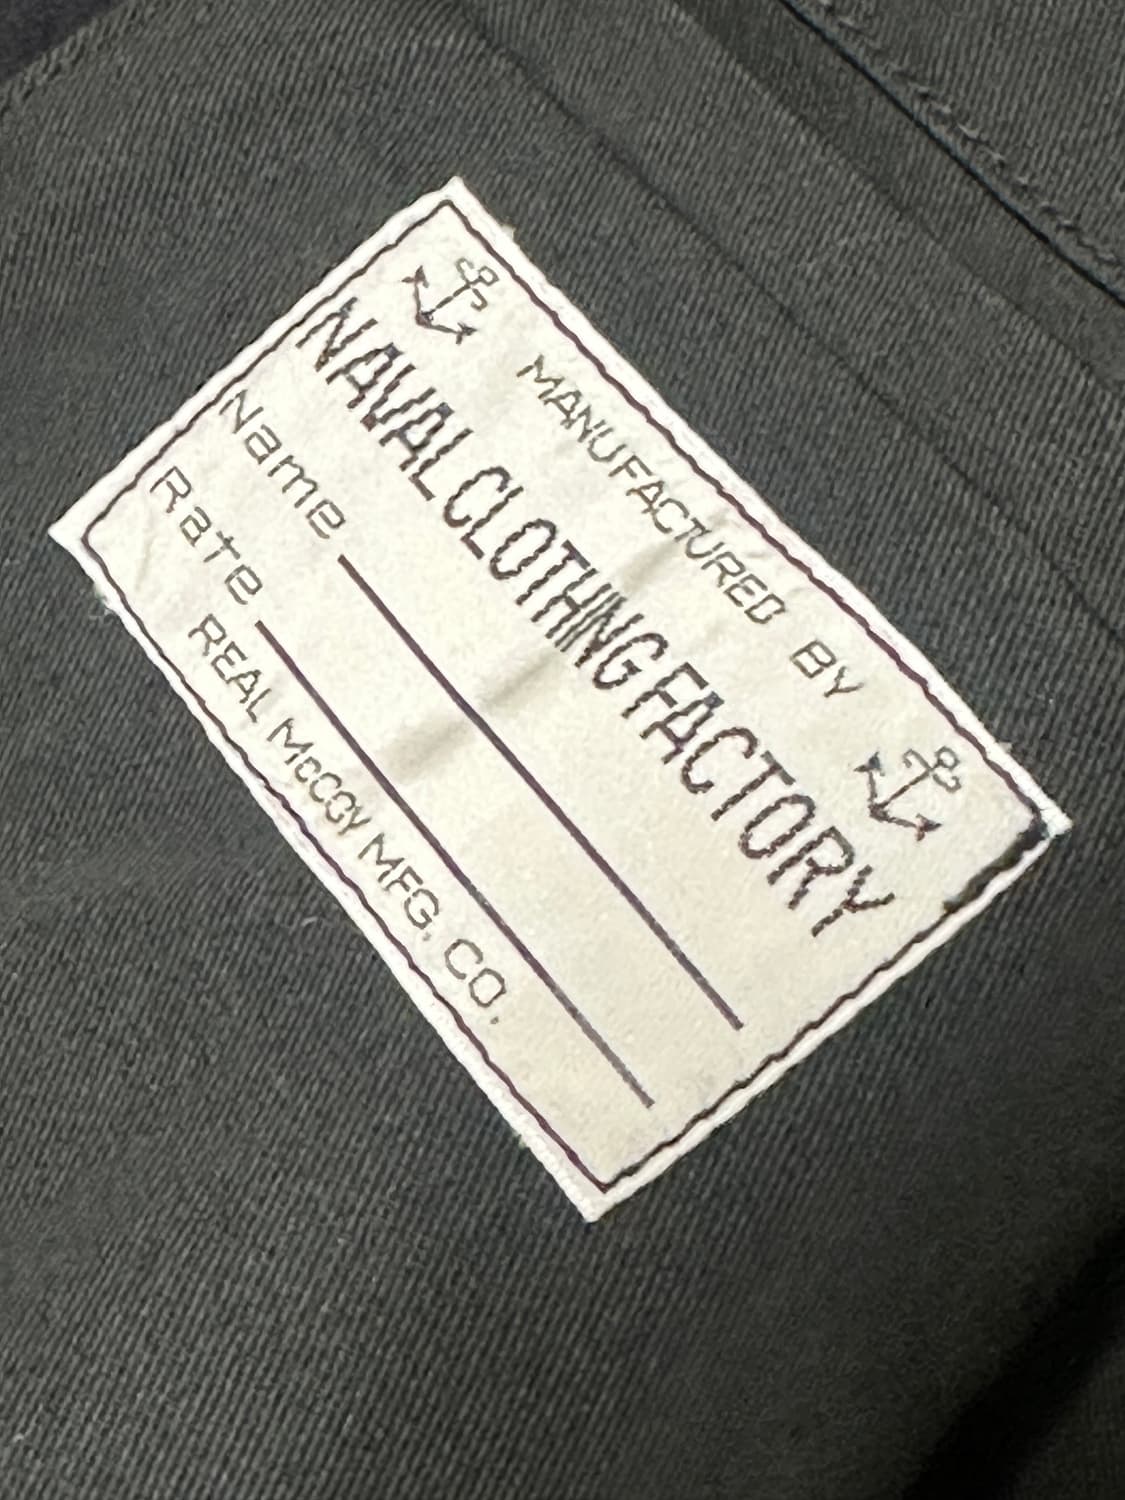 MANUFACTURED BY
NAVAL CLOTHING FACTORY
Name
Rate
REAL McCOY MFG. CO.